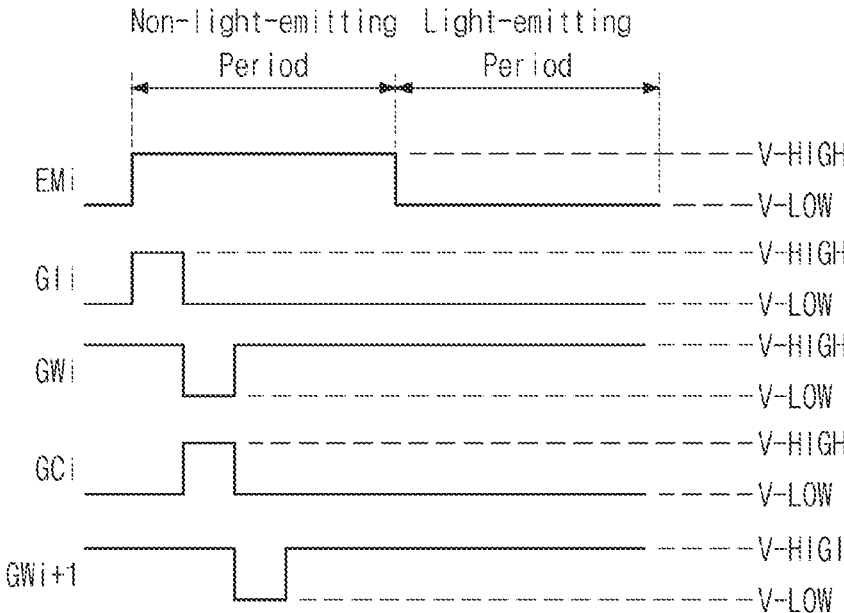 Non-light-emitting Light-emitting
Period Period
EMi V-HIGH
V-LOW
GIi V-HIGH
V-LOW
GWi V-HIGH
V-LOW
GCi V-HIGH
V-LOW
GWi+1 V-HIGI
V-LOW